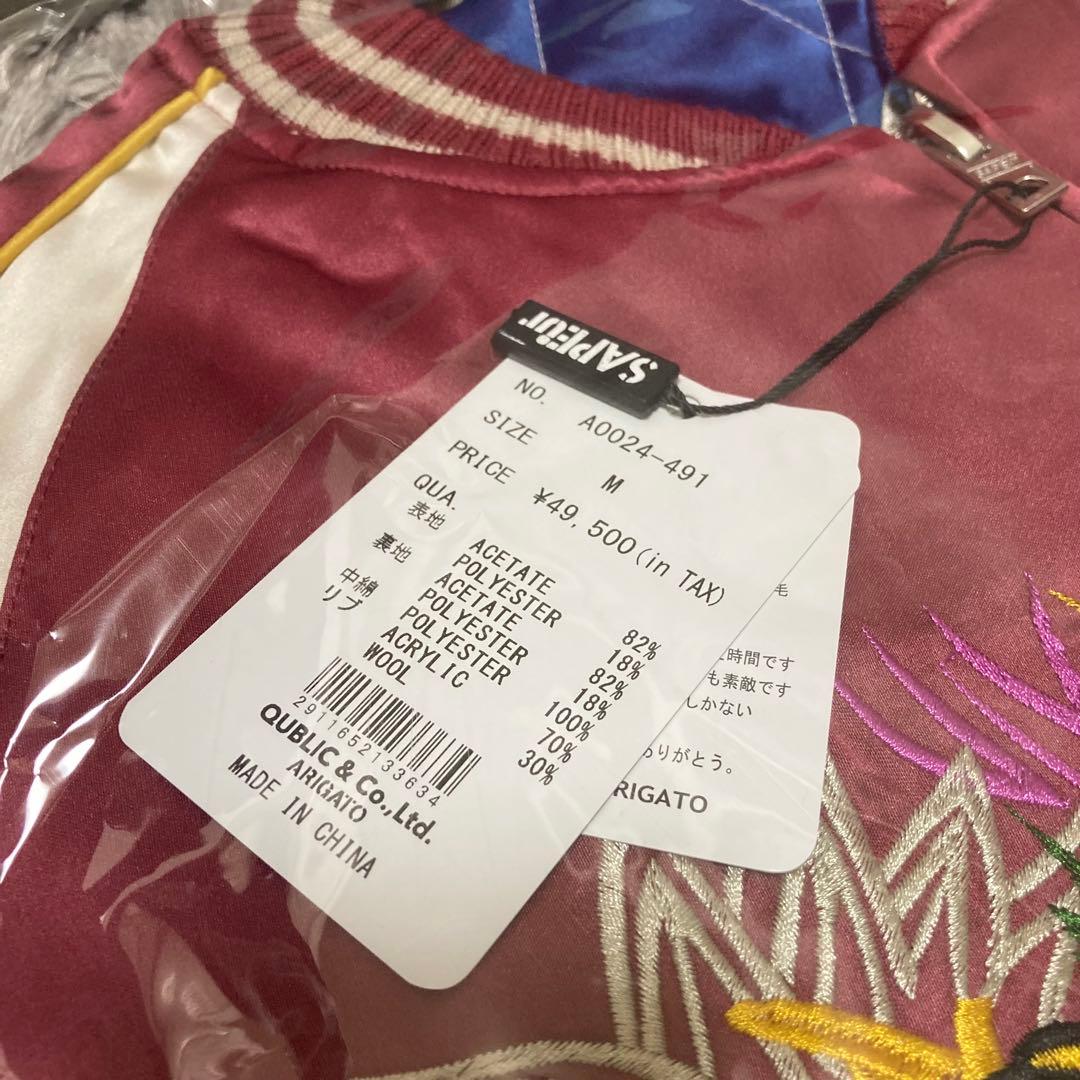 SAPEur
NO. A0024-491
SIZE M
PRICE ¥49,500(in TAX)
QUA.
表地 ACETATE 82%
POLYESTER 18%
裏地 ACETATE 82%
POLYESTER 18%
中綿 POLYESTER 100%
リブ ACRYLIC 70%
WOOL 30%
2911652133634
QUBLIC & Co., Ltd.
ARIGATO
MADE IN CHINA
毛
時間です
も素敵です
しかない
りがとう。
RIGATO